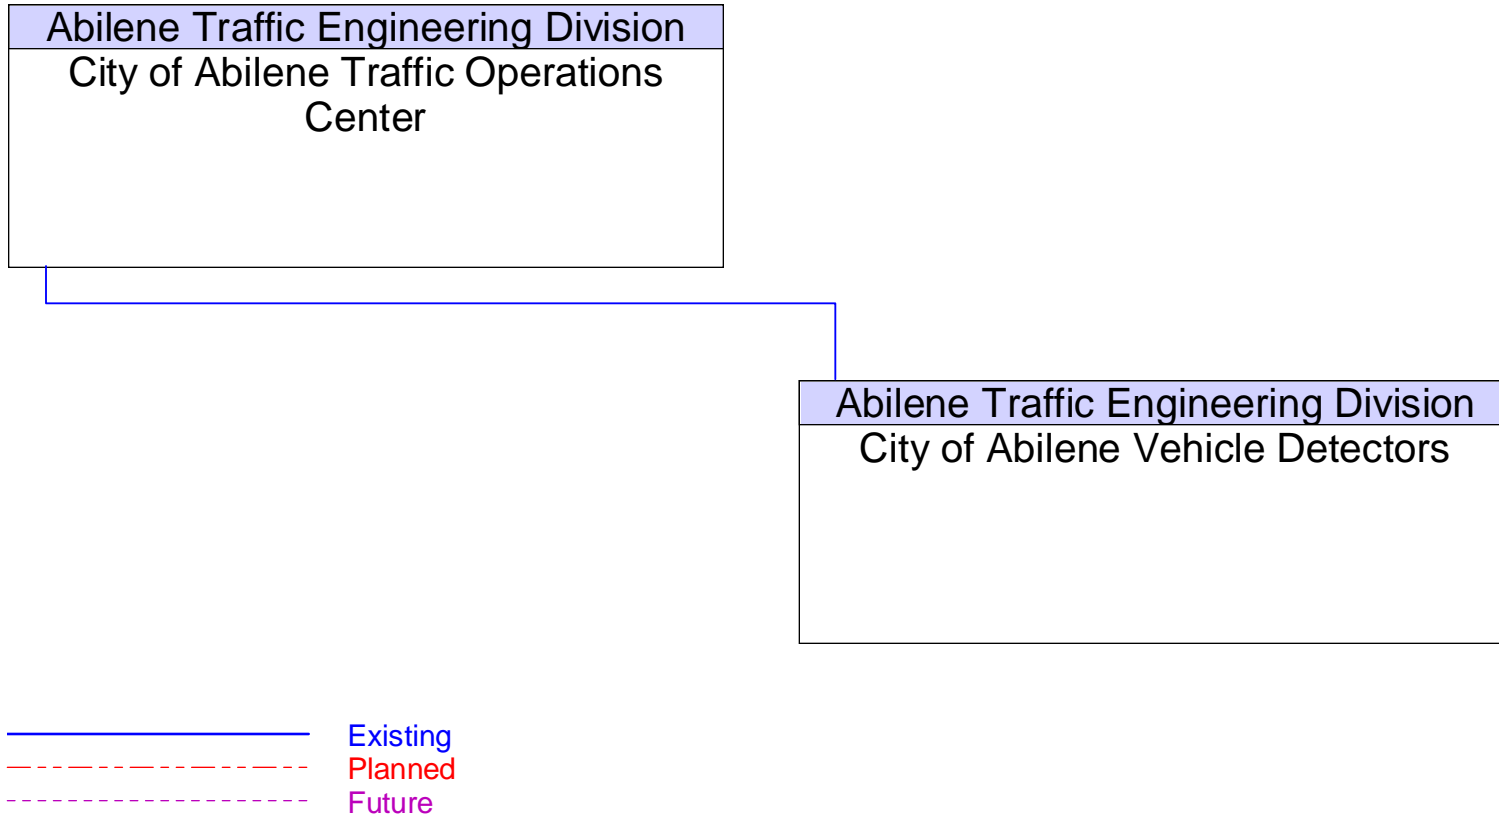 Abilene Traffic Engineering Division
City of Abilene Traffic Operations
Center
Abilene Traffic Engineering Division
City of Abilene Vehicle Detectors
Existing
Planned
Future